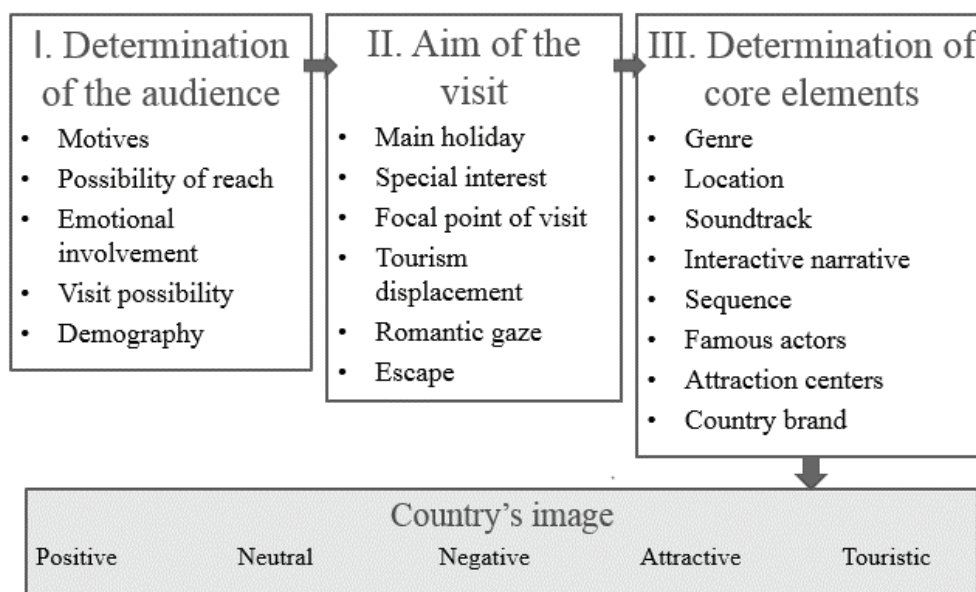 I. Determination
of the audience
• Motives
• Possibility of reach
• Emotional
involvement
• Visit possibility
• Demography
II. Aim of the
visit
• Main holiday
• Special interest
• Focal point of visit
• Tourism
displacement
• Romantic gaze
• Escape
III. Determination of
core elements
• Genre
• Location
• Soundtrack
• Interactive narrative
• Sequence
• Famous actors
• Attraction centers
• Country brand
Country's image
Positive Neutral Negative Attractive Touristic